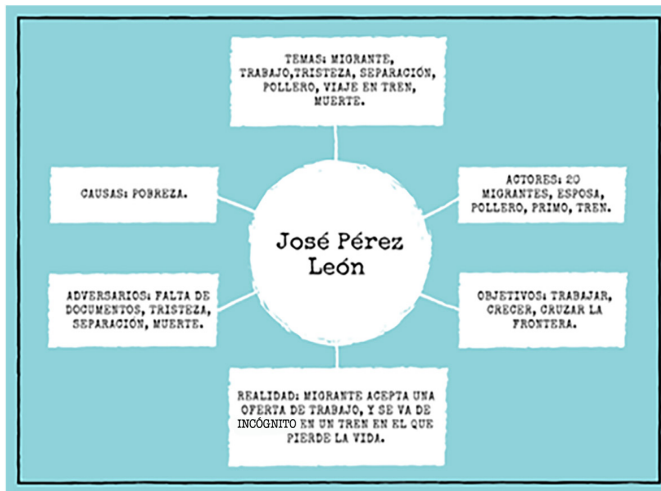 TEMAS: MIGRANTE,
TRABAJO,TRISTEZA, SEPARACIÓN,
POLLERO, VIAJE EN TREN,
MUERTE.
CAUSAS: POBREZA.
ACTORES: 20
MIGRANTES, ESPOSA,
POLLERO, PRIMO, TREN.
José Pérez
León
ADVERSARIOS: FALTA DE
DOCUMENTOS, TRISTEZA,
SEPARACIÓN, MUERTE.
OBJETIVOS: TRABAJAR,
CRECER, CRUZAR LA
FRONTERA.
REALIDAD: MIGRANTE ACEPTA UNA
OFERTA DE TRABAJO, Y SE VA DE
INCÓGNITO EN UN TREN EN EL QUE
PIERDE LA VIDA.